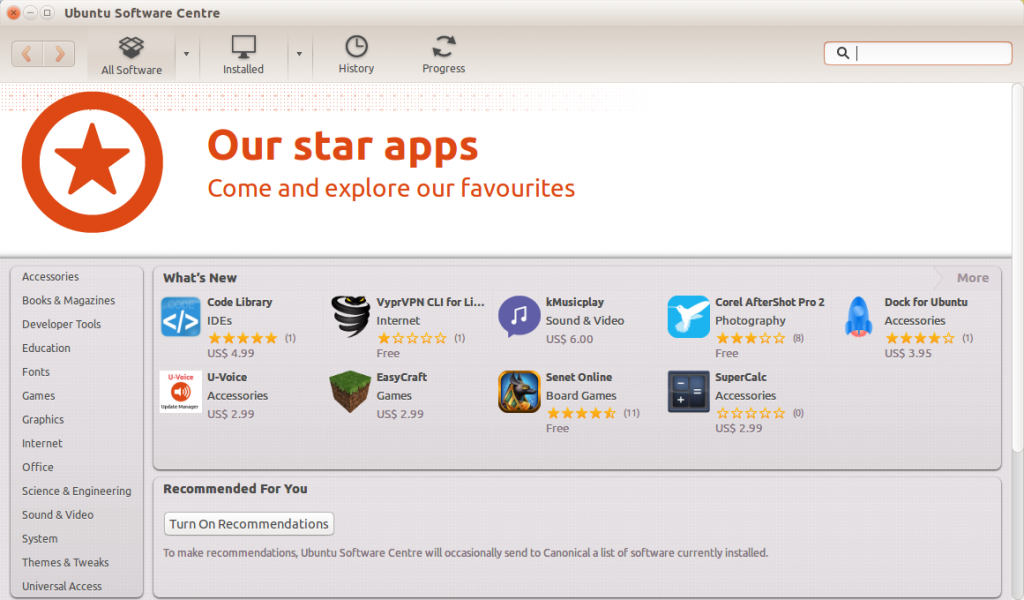 Ubuntu Software Centre
All Software
Installed
History
Progress
Our star apps
Come and explore our favourites
Accessories
Books & Magazines
Developer Tools
Education
Fonts
Games
Graphics
Internet
Office
Science & Engineering
Sound & Video
System
Themes & Tweaks
Universal Access
What's New
More
Code Library
IDEs
(1)
US$ 4.99
VyprVPN CLI for Li...
Internet
(1)
Free
kMusicplay
Sound & Video
US$ 6.00
Corel AfterShot Pro 2
Photography
(8)
Free
Dock for Ubuntu
Accessories
(1)
US$ 3.95
U-Voice
Update Manager
U-Voice
Accessories
US$ 2.99
EasyCraft
Games
US$ 2.99
Senet Online
Board Games
(11)
Free
SuperCalc
Accessories
(0)
US$ 2.99
Recommended For You
Turn On Recommendations
To make recommendations, Ubuntu Software Centre will occasionally send to Canonical a list of software currently installed.